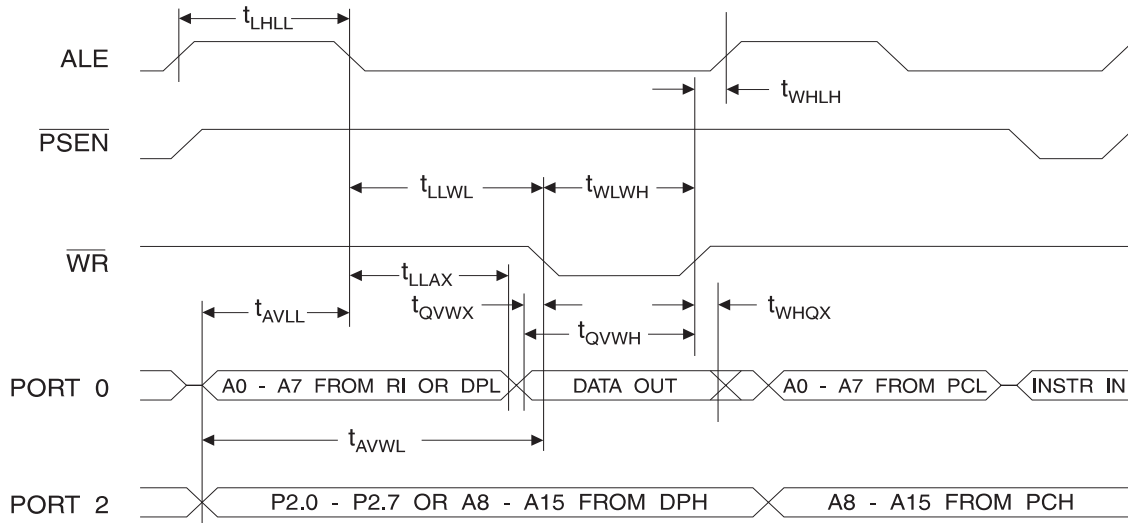 tLHLL
ALE
tWHLH
PSEN
tLLWL
tWLWH
WR
tLLAX
tQVWX
tWHQX
tAVLL
tQVWH
PORT 0
A0 - A7 FROM RI OR DPL
DATA OUT
A0 - A7 FROM PCL
INSTR IN
tAVWL
PORT 2
P2.0 - P2.7 OR A8 - A15 FROM DPH
A8 - A15 FROM PCH